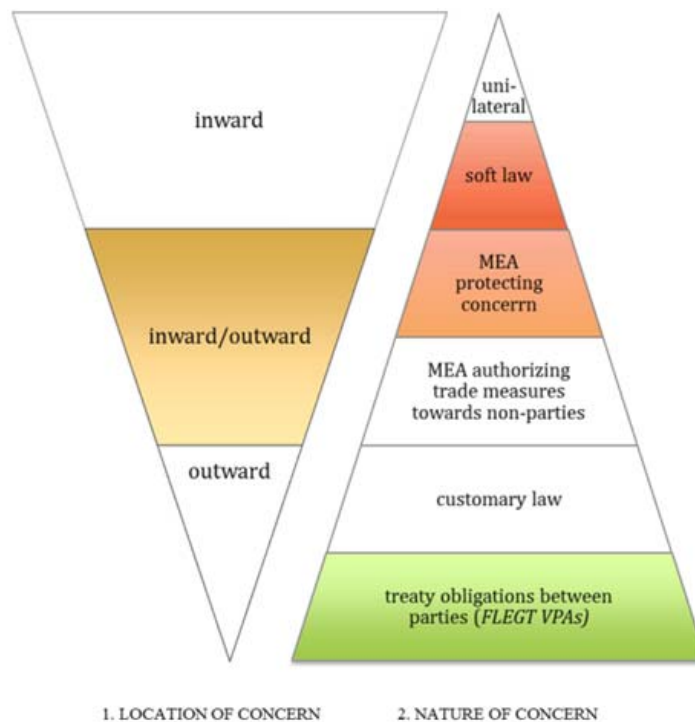 inward
inward/outward
outward
uni-
lateral
soft law
MEA
protecting
concerrn
MEA authorizing
trade measures
towards non-parties
customary law
treaty obligations between
parties (FLEGT VPAs)
1. LOCATION OF CONCERN
2. NATURE OF CONCERN